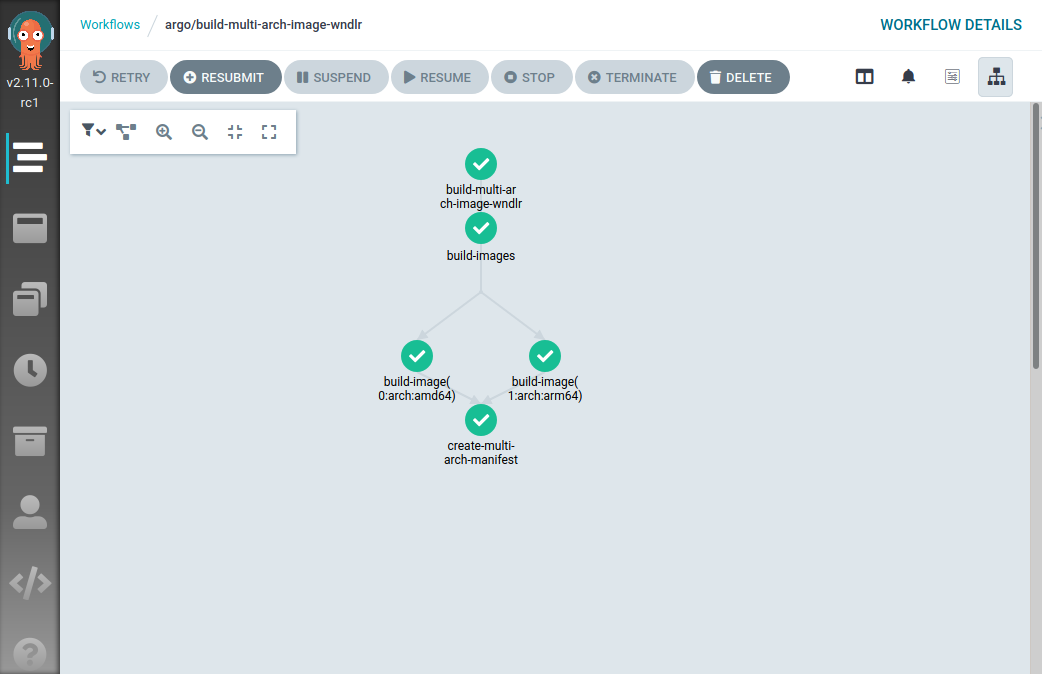 Workflows / argo/build-multi-arch-image-wndlr
WORKFLOW DETAILS
v2.11.0-
rc1
RETRY RESUBMIT SUSPEND RESUME STOP TERMINATE DELETE
build-multi-ar
ch-image-wndlr
build-images
build-image(
0:arch:amd64)
build-image(
1:arch:arm64)
create-multi-
arch-manifest